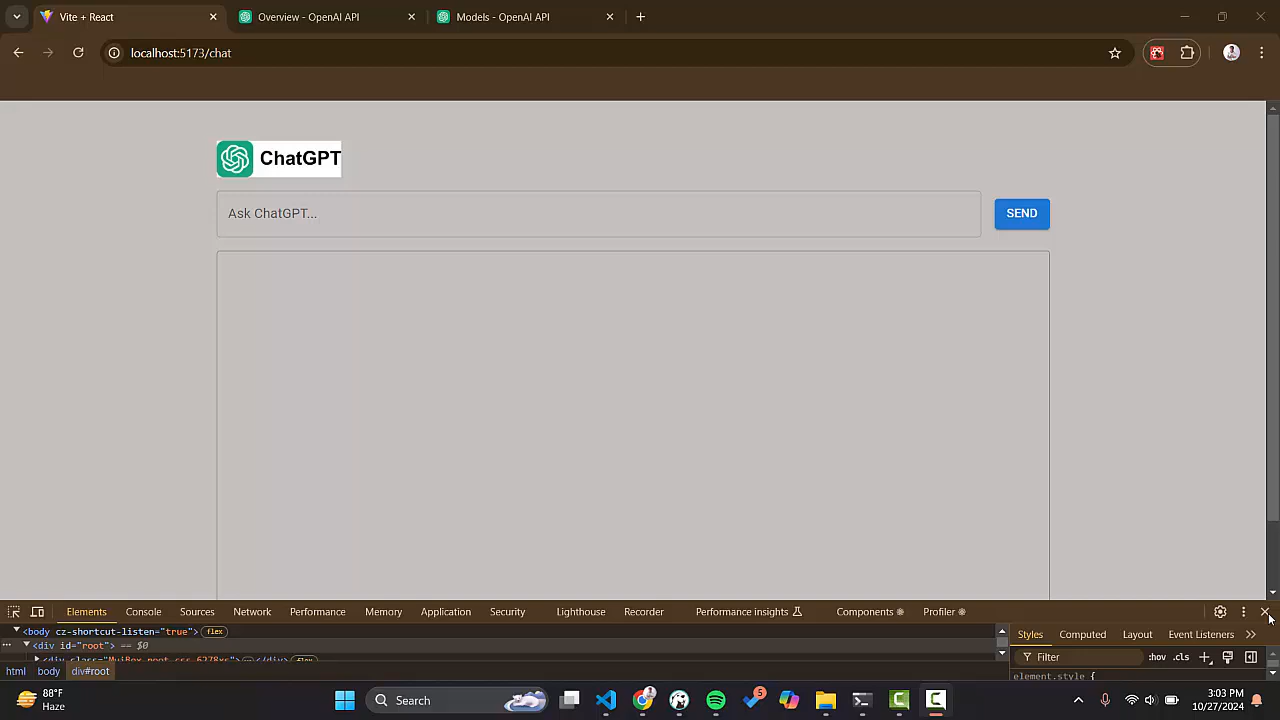 Vite + React
Overview - OpenAI API
Models - OpenAI API
localhost:5173/chat
ChatGPT
Ask ChatGPT...
SEND
Elements
Console
Sources
Network
Performance
Memory
Application
Security
Lighthouse
Recorder
Performance insights
Components
Profiler
<body cz-shortcut-listen="true"> flex
<div id="root"> == $0
Styles
Computed
Layout
Event Listeners
Filter
:hov .cls
element.style {
html body div#root
88°F
Haze
Search
5
3:03 PM
10/27/2024